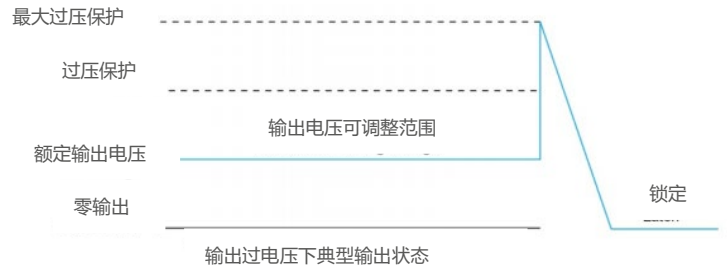 最大过压保护
过压保护
输出电压可调整范围
额定输出电压
锁定
零输出
输出过电压下典型输出状态